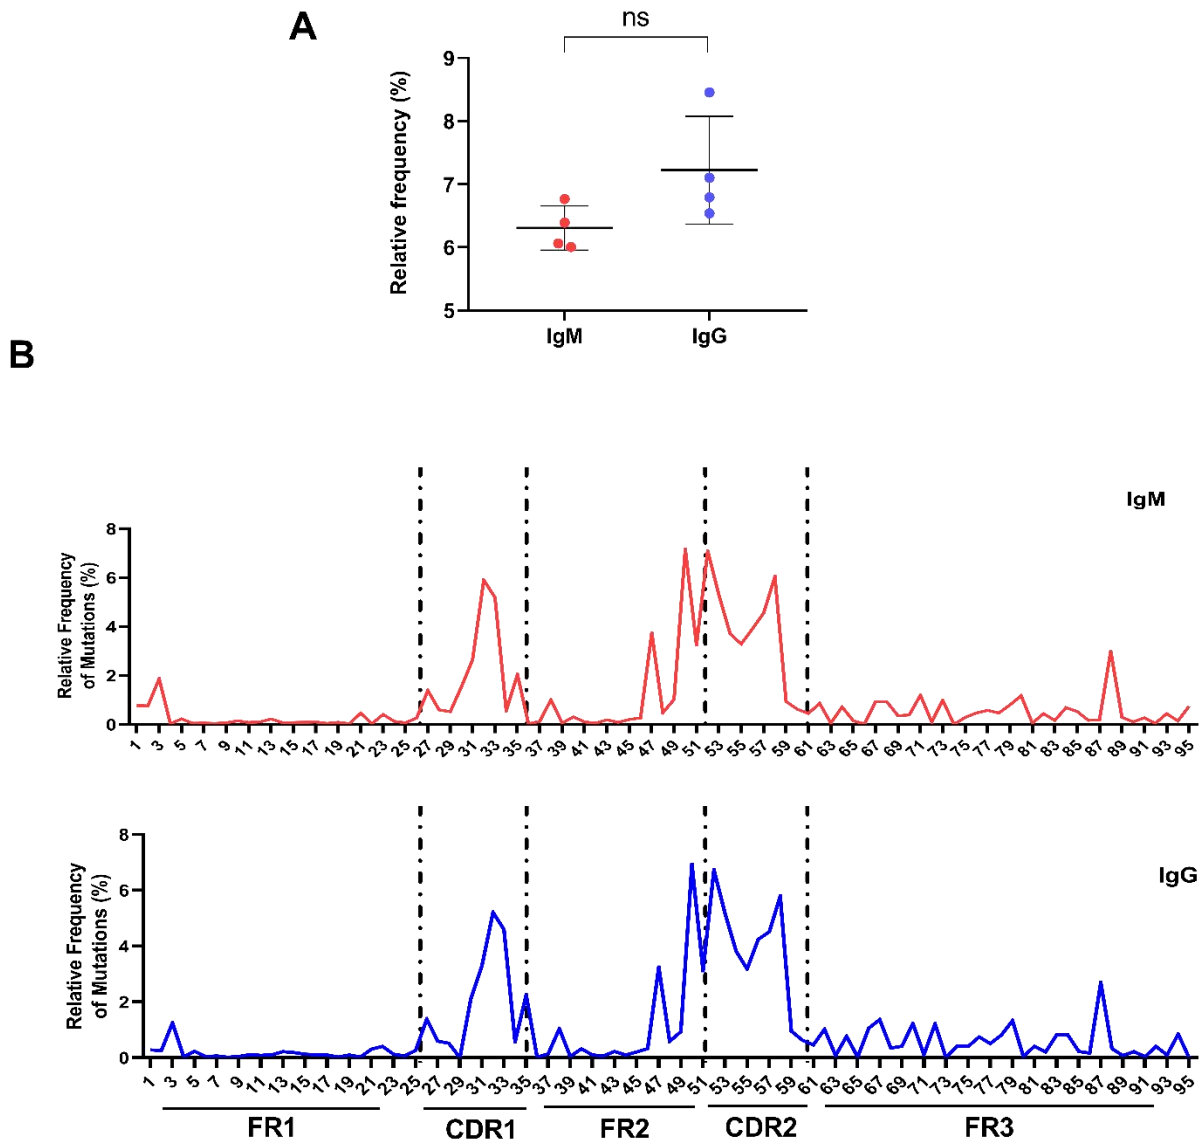 A
ns
Relative frequency (%)
9
8
7
6
5
IgM
IgG
B
IgM
Relative Frequency
of Mutations (%)
8
6
4
2
0
1 3 5 7 9 11 13 15 17 19 21 23 25 27 29 31 33 35 37 39 41 43 45 47 49 51 53 55 57 59 61 63 65 67 69 71 73 75 77 79 81 83 85 87 89 91 93 95
IgG
Relative Frequency
of Mutations (%)
8
6
4
2
0
1 3 5 7 9 11 13 15 17 19 21 23 25 27 29 31 33 35 37 39 41 43 45 47 49 51 53 55 57 59 61 63 65 67 69 71 73 75 77 79 81 83 85 87 89 91 93 95
FR1 CDR1 FR2 CDR2 FR3